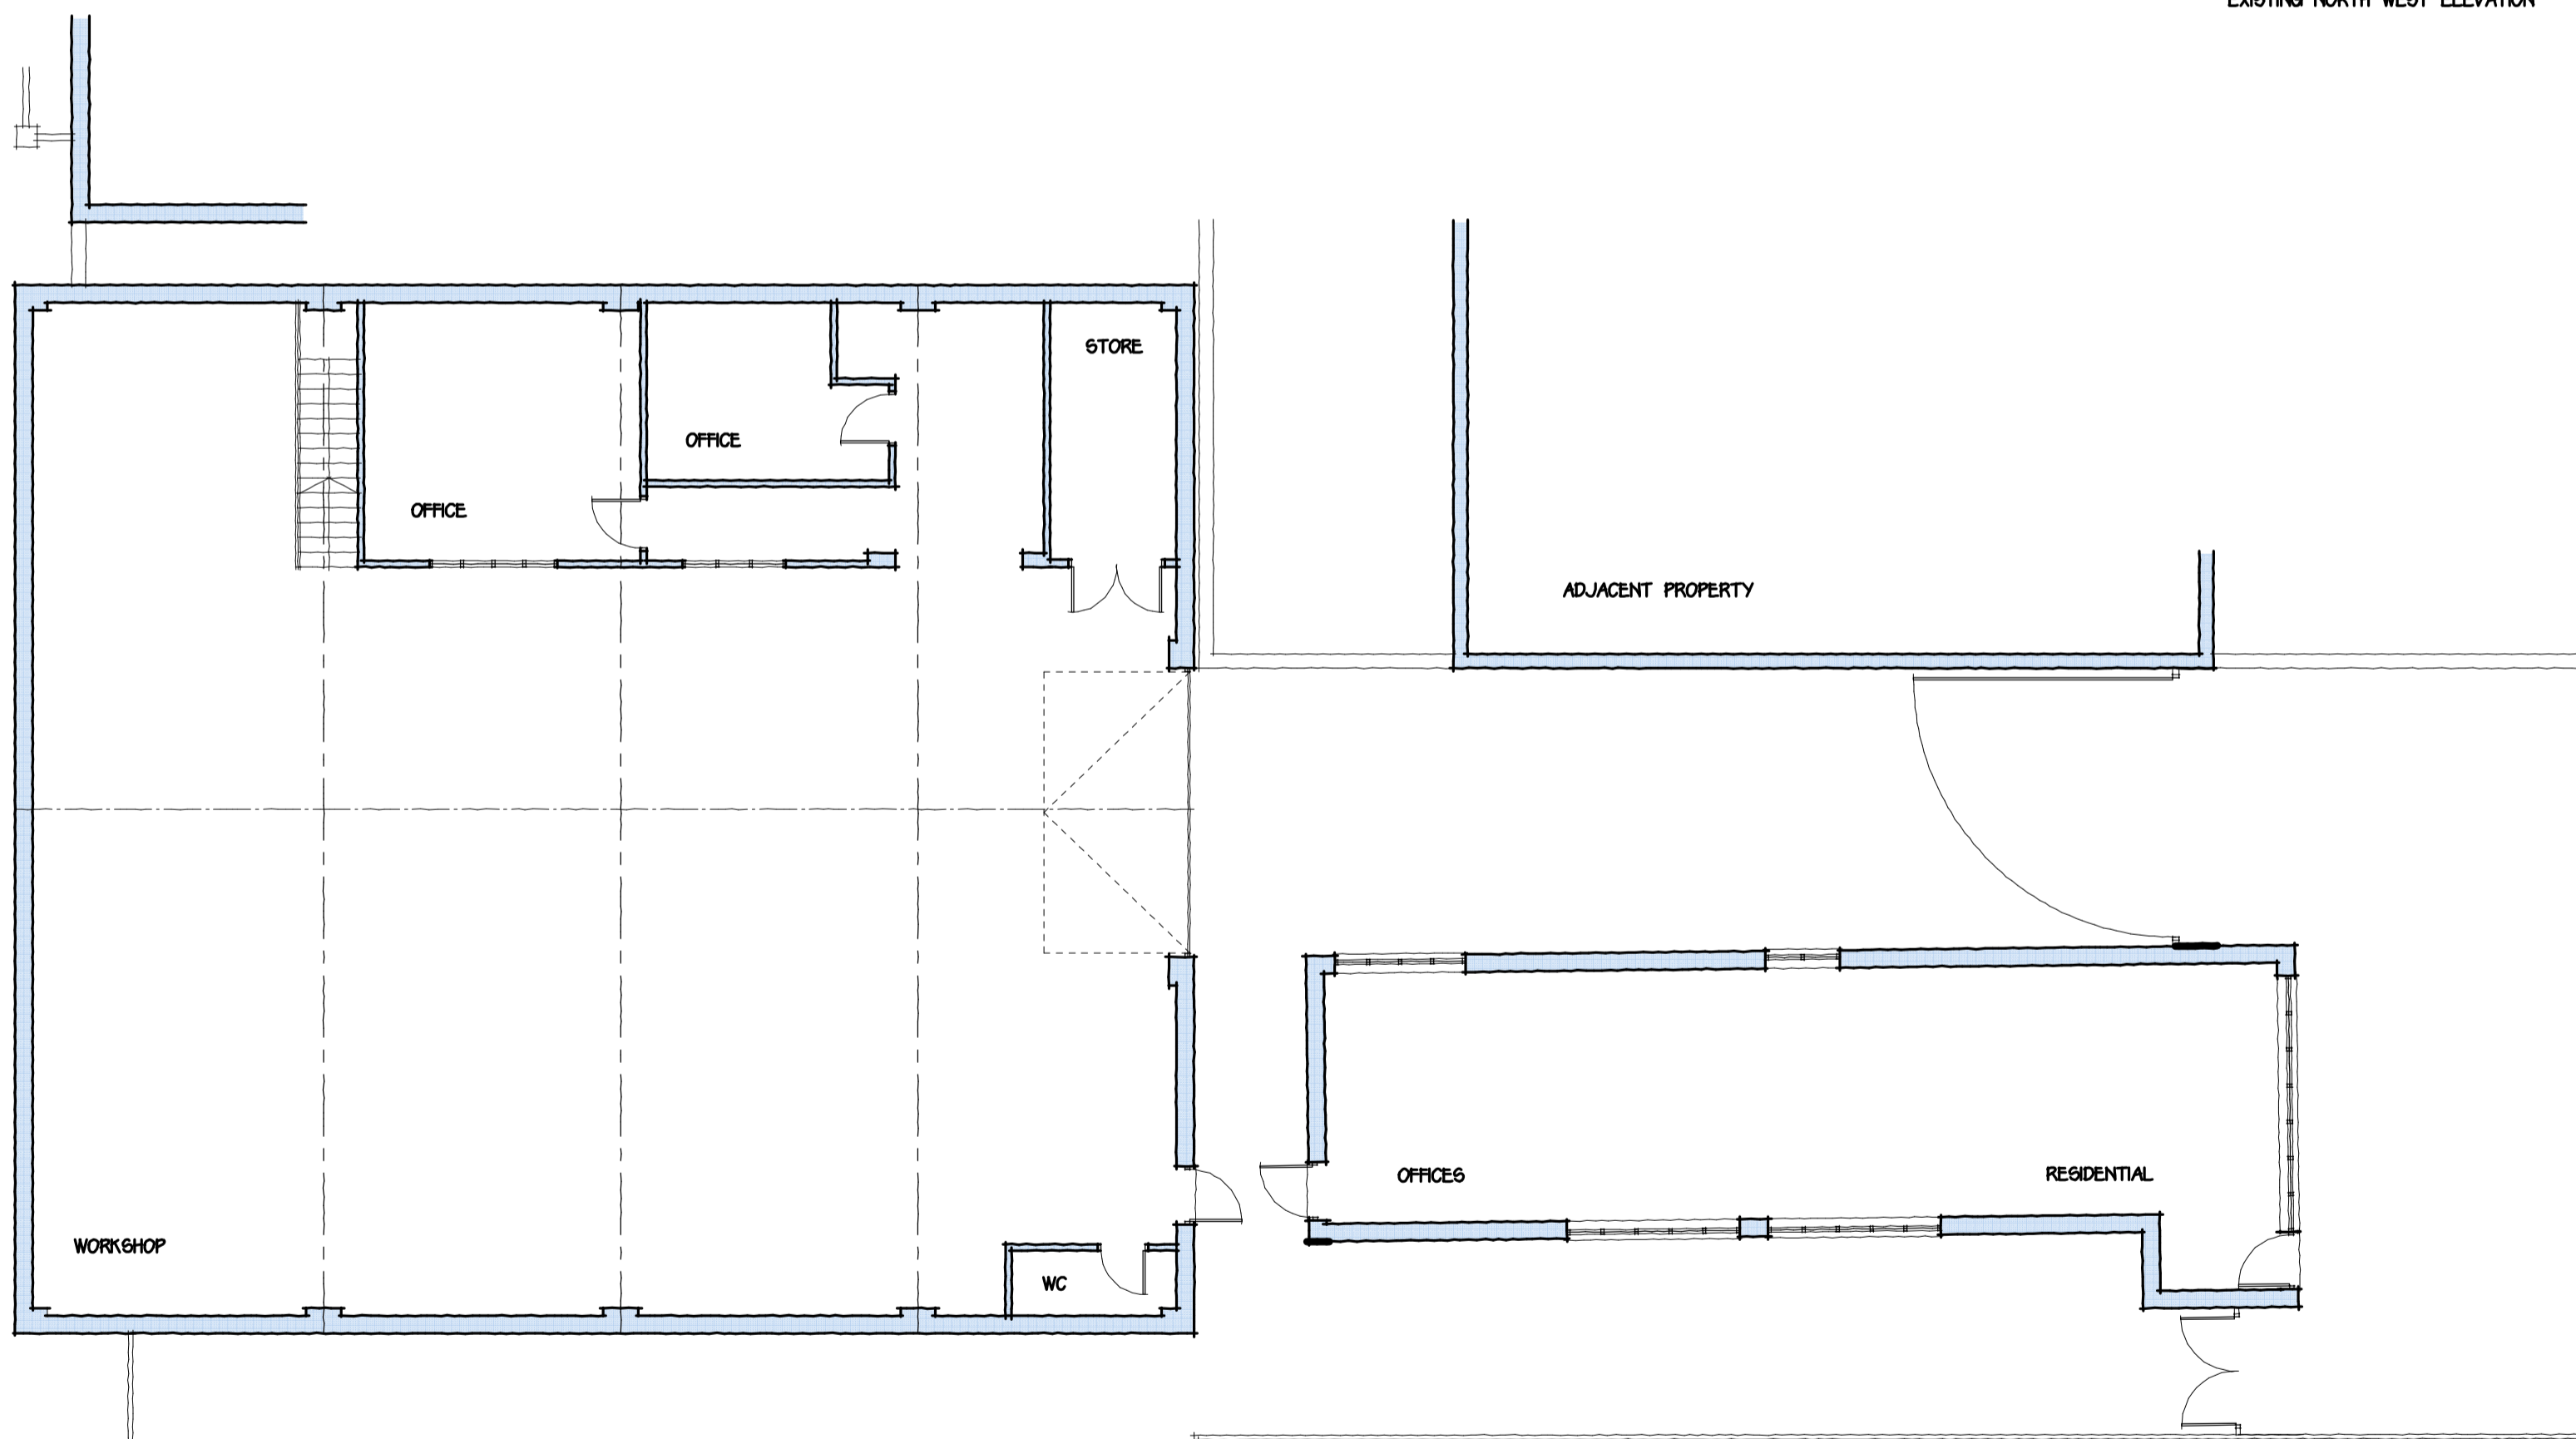 EXISTING NORTH WEST ELEVATION
STORE
OFFICE
OFFICE
ADJACENT PROPERTY
OFFICES
RESIDENTIAL
WORKSHOP
WC